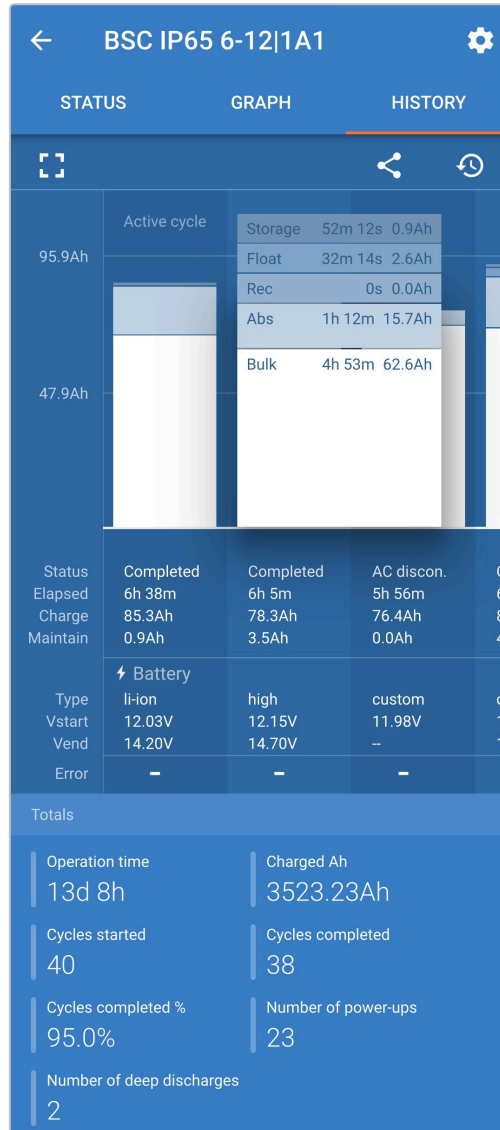 BSC IP65 6-12|1A1
STATUS GRAPH HISTORY
Active cycle
95.9Ah
47.9Ah
Storage 52m 12s 0.9Ah
Float 32m 14s 2.6Ah
Rec 0s 0.0Ah
Abs 1h 12m 15.7Ah
Bulk 4h 53m 62.6Ah
Status Completed Completed AC discon.
Elapsed 6h 38m 6h 5m 5h 56m
Charge 85.3Ah 78.3Ah 76.4Ah
Maintain 0.9Ah 3.5Ah 0.0Ah
Battery
Type li-ion high custom
Vstart 12.03V 12.15V 11.98V
Vend 14.20V 14.70V --
Error - - -
Totals
Operation time Charged Ah
13d 8h 3523.23Ah
Cycles started Cycles completed
40 38
Cycles completed % Number of power-ups
95.0% 23
Number of deep discharges
2